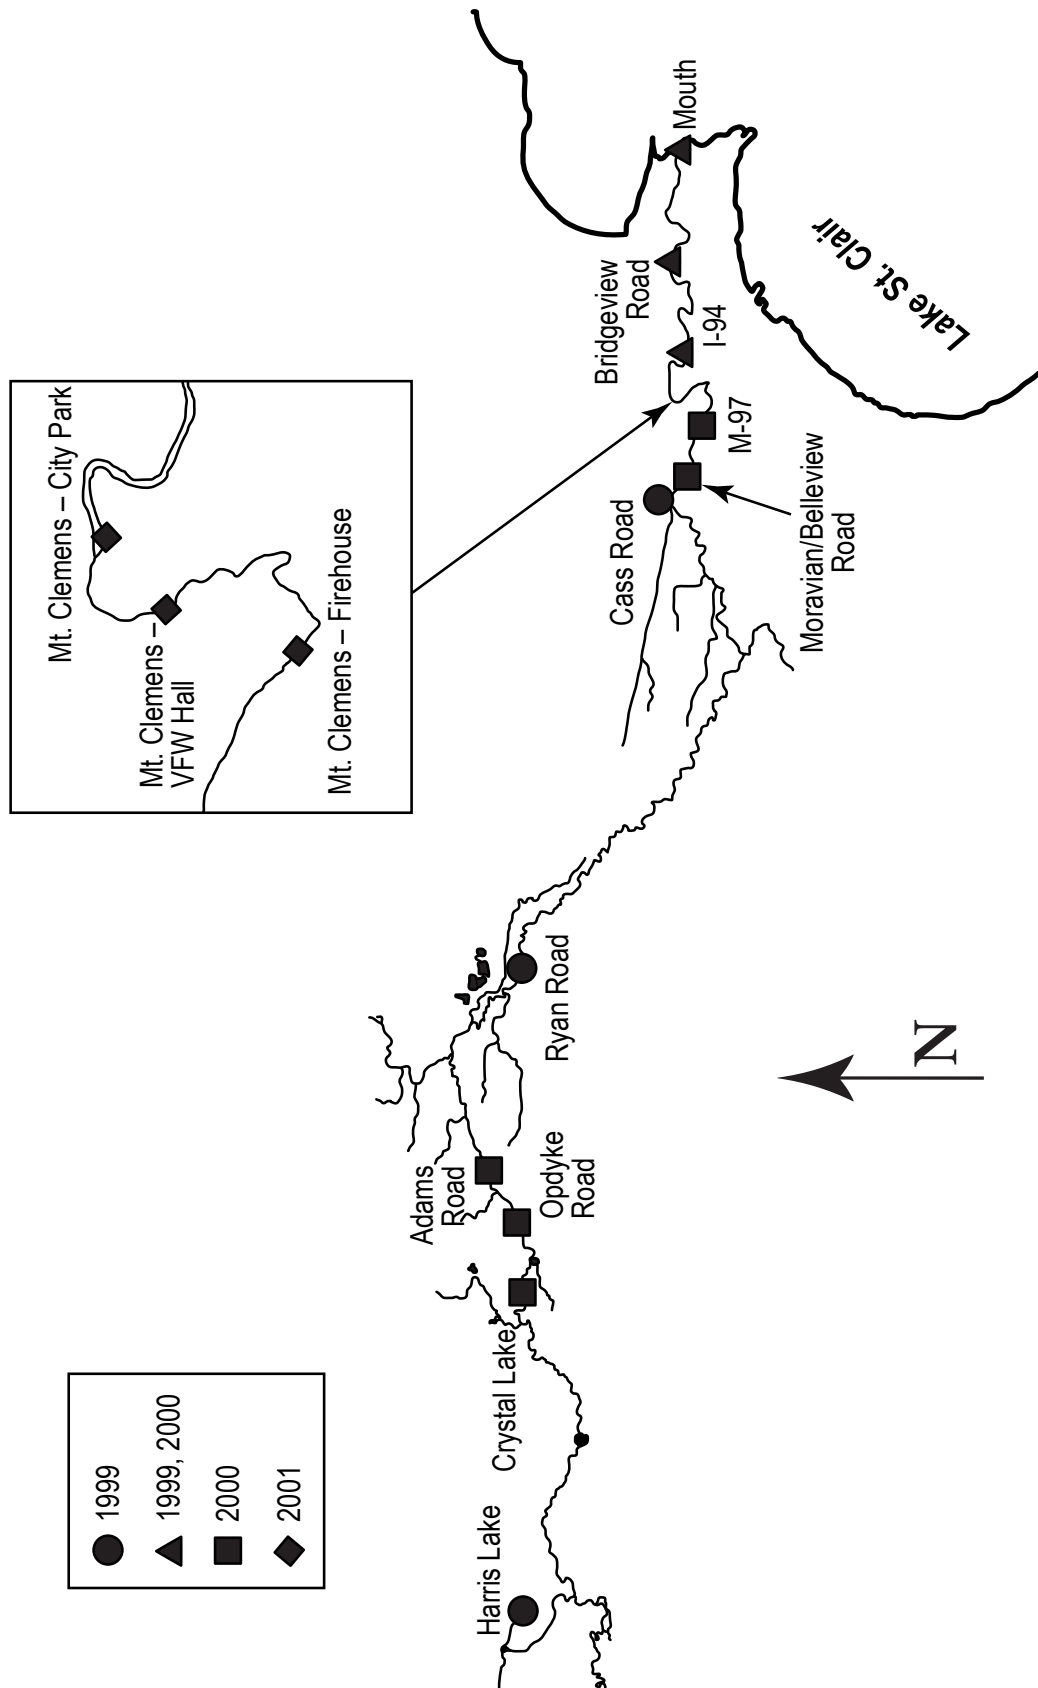 1999
1999, 2000
2000
2001
Mt. Clemens – City Park
Mt. Clemens –
VFW Hall
Mt. Clemens – Firehouse
Harris Lake
Crystal Lake
Adams
Road
Opdyke
Road
Ryan Road
Cass Road
Moravian/Belleview
Road
M-97
Bridgeview
Road
I-94
Mouth
Lake St. Clair
N